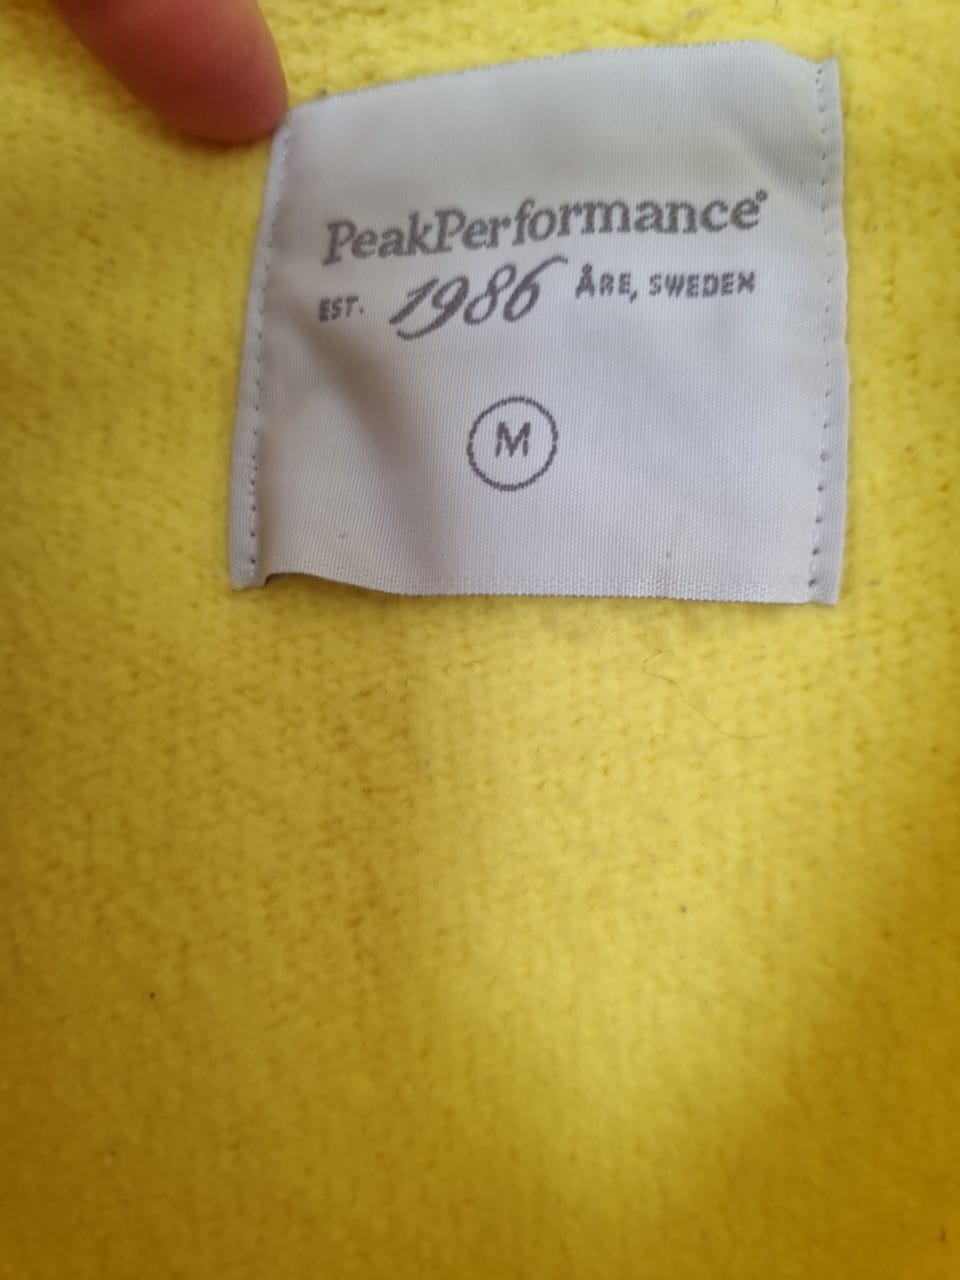 PeakPerformance®
EST. 1986 ÅRE, SWEDEN
M